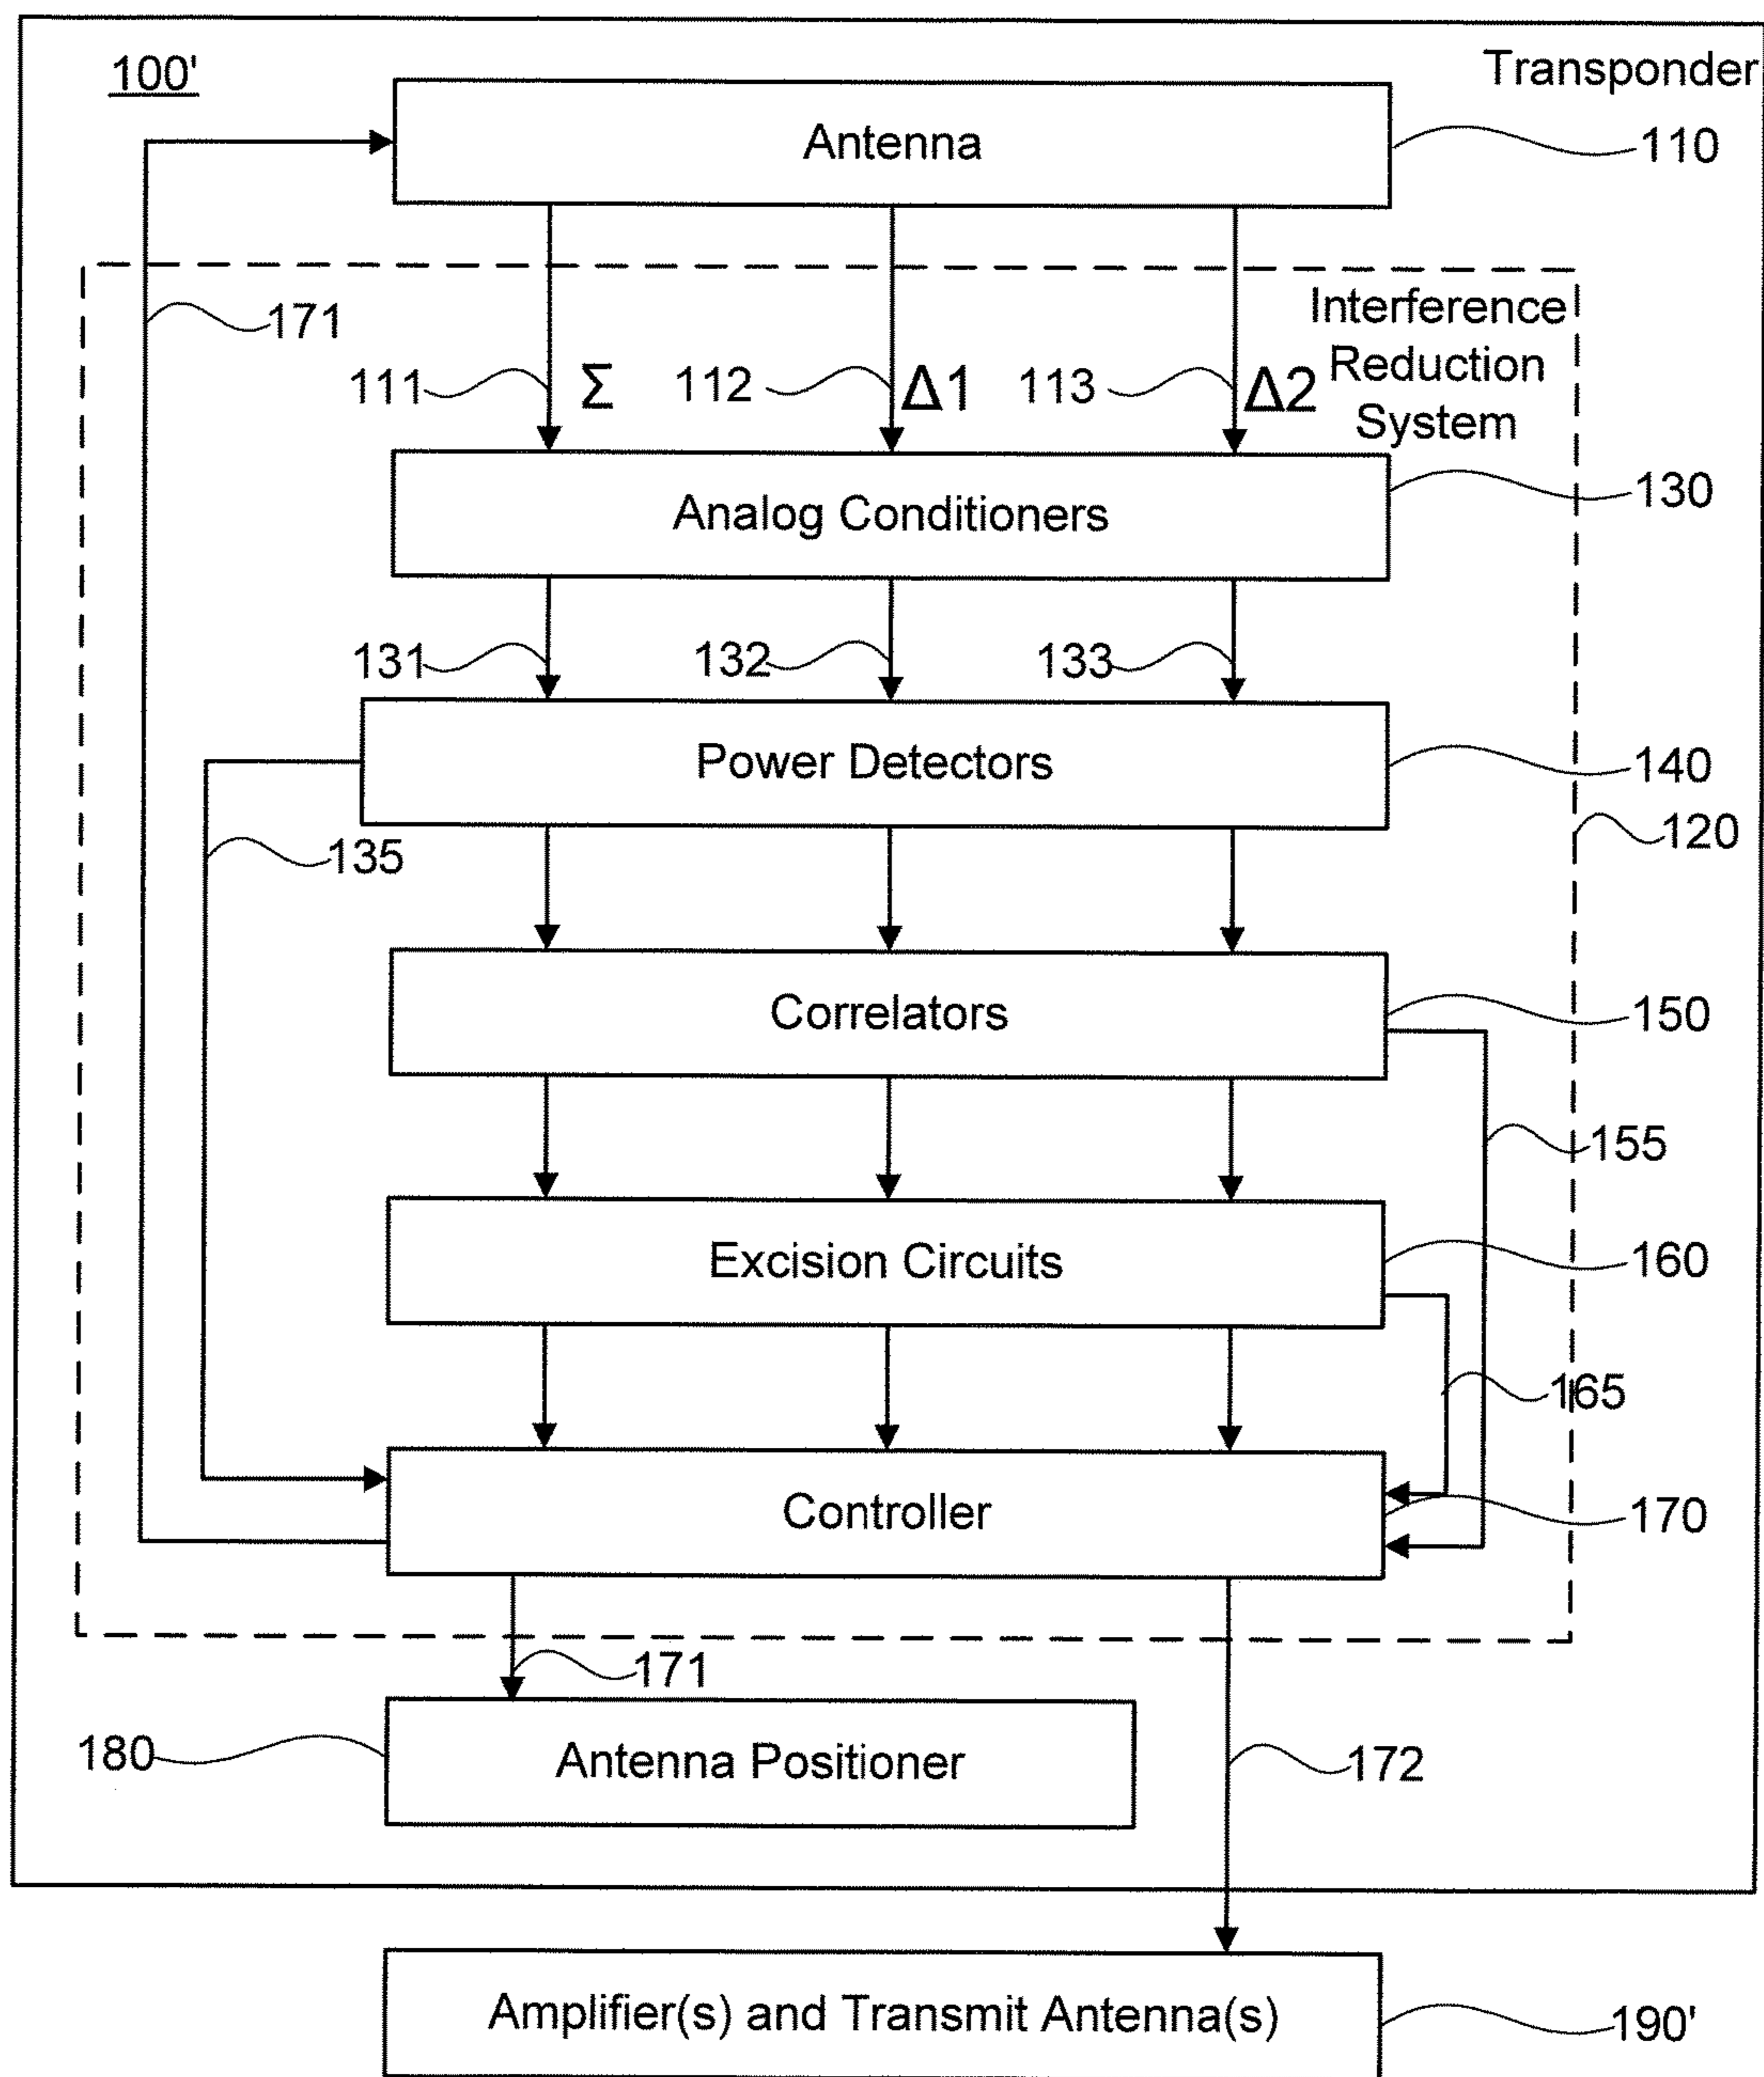 100'
Transponder
Antenna
110
Interference
Reduction
System
171
111
Σ
112
Δ1
113
Δ2
Analog Conditioners
130
131
132
133
Power Detectors
140
120
135
Correlators
150
155
Excision Circuits
160
165
Controller
170
171
180
Antenna Positioner
172
Amplifier(s) and Transmit Antenna(s)
190'